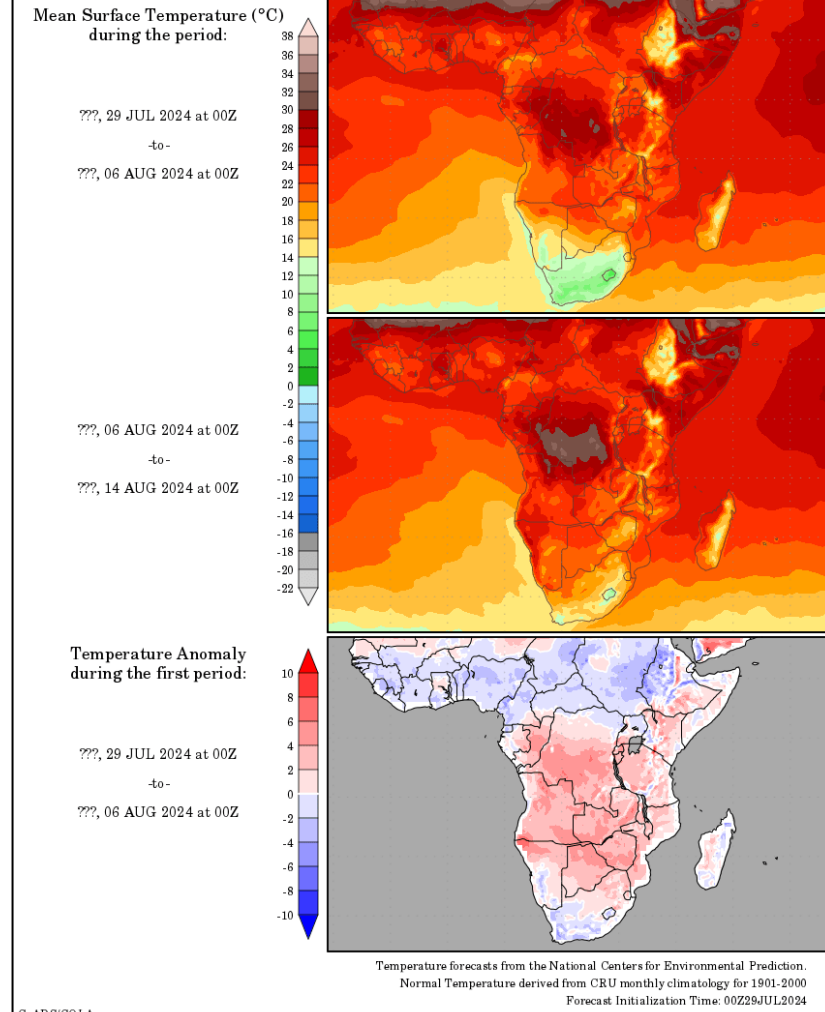 Mean Surface Temperature (°C)
during the period:
38
36
34
32
30
28
26
24
22
20
18
16
14
12
10
8
6
4
2
0
-2
-4
-6
-8
-10
-12
-14
-16
-18
-20
-22
???, 29 JUL 2024 at 00Z
-to-
???, 06 AUG 2024 at 00Z
???, 06 AUG 2024 at 00Z
-to-
???, 14 AUG 2024 at 00Z
Temperature Anomaly
during the first period:
10
8
6
4
2
0
-2
-4
-6
-8
-10
???, 29 JUL 2024 at 00Z
-to-
???, 06 AUG 2024 at 00Z
Temperature forecasts from the National Centers for Environmental Prediction.
Normal Temperature derived from CRU monthly climatology for 1901-2000
Forecast Initialization Time: 00Z29JUL2024